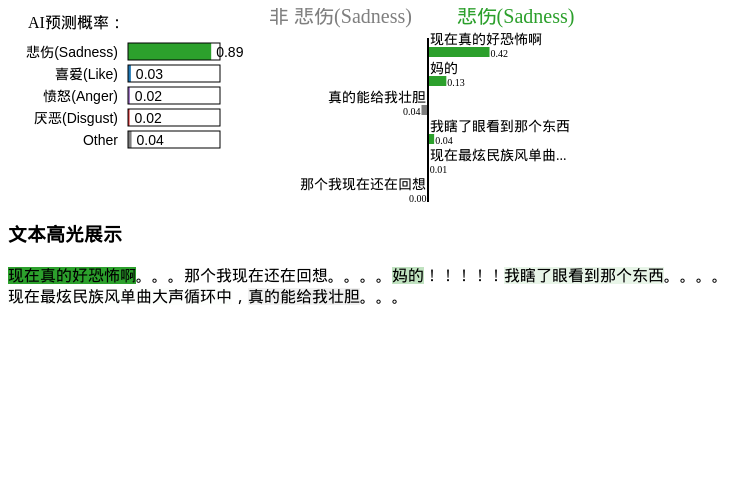 AI预测概率：
悲伤(Sadness) 0.89
喜爱(Like) 0.03
愤怒(Anger) 0.02
厌恶(Disgust) 0.02
Other 0.04
非 悲伤(Sadness) 悲伤(Sadness)
现在真的好恐怖啊
0.42
妈的
0.13
真的能给我壮胆
0.04
我瞎了眼看到那个东西
0.04
现在最炫民族风单曲...
0.01
那个我现在还在回想
0.00
文本高光展示
现在真的好恐怖啊。。。那个我现在还在回想。。。。妈的！！！！！我瞎了眼看到那个东西。。。。
现在最炫民族风单曲大声循环中，真的能给我壮胆。。。